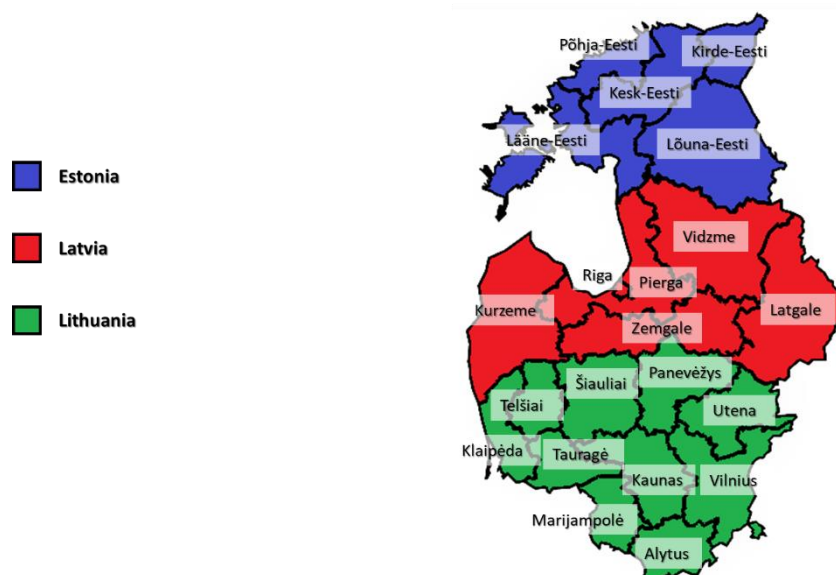 Estonia
Latvia
Lithuania
Põhja-Eesti
Kirde-Eesti
Kesk-Eesti
Lääne-Eesti
Lõuna-Eesti
Vidzme
Riga
Pierga
Kurzeme
Latgale
Zemgale
Panevėžys
Šiauliai
Telšiai
Utena
Klaipėda
Tauragė
Kaunas
Vilnius
Marijampolė
Alytus